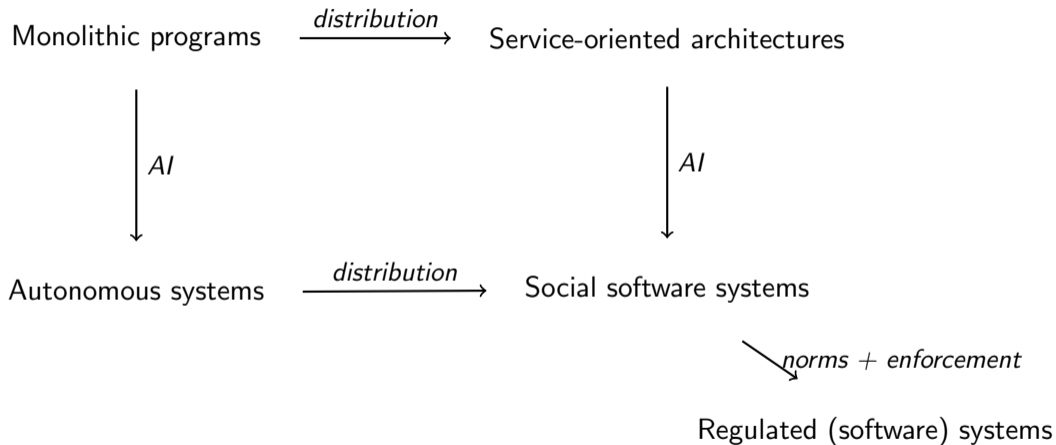 Monolithic programs
distribution
Service-oriented architectures
AI
AI
Autonomous systems
distribution
Social software systems
norms + enforcement
Regulated (software) systems